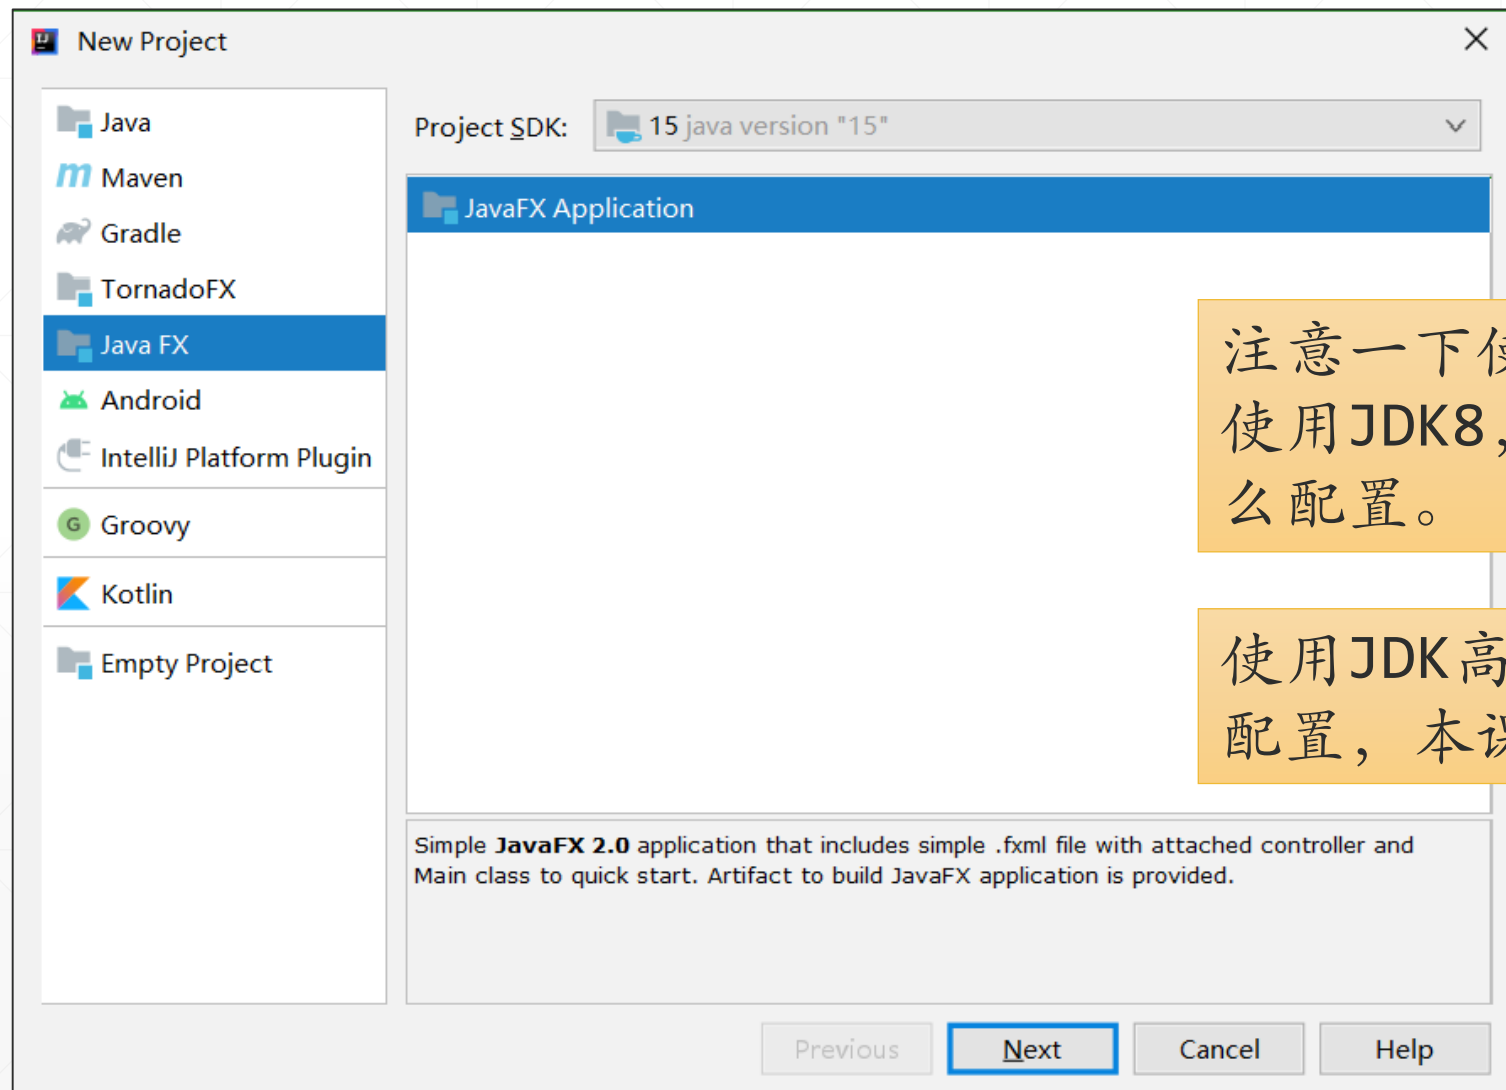 New Project
Java
Maven
Gradle
TornadoFX
Java FX
Android
IntelliJ Platform Plugin
Groovy
Kotlin
Empty Project
Project SDK: 15 java version "15"
JavaFX Application
注意一下使
使用JDK8，
么配置。
使用JDK高
配置，本课
Simple JavaFX 2.0 application that includes simple .fxml file with attached controller and
Main class to quick start. Artifact to build JavaFX application is provided.
Previous
Next
Cancel
Help